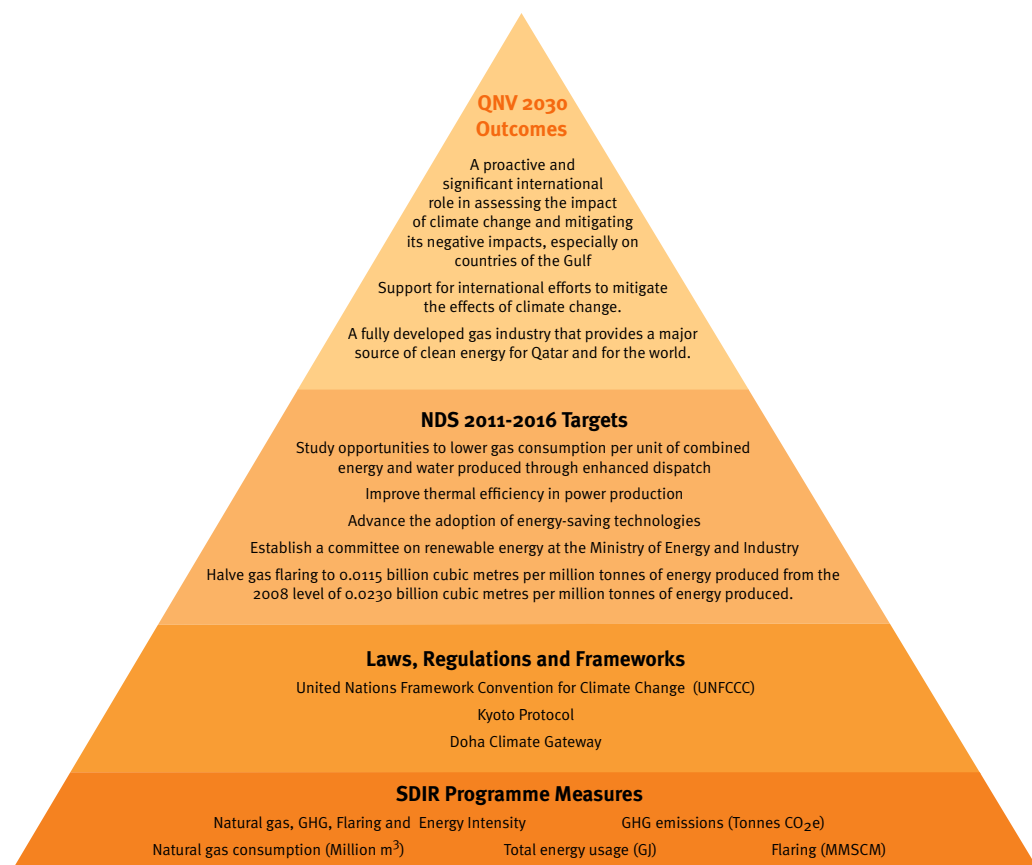 QNV 2030
Outcomes
A proactive and
significant international
role in assessing the impact
of climate change and mitigating
its negative impacts, especially on
countries of the Gulf
Support for international efforts to mitigate
the effects of climate change.
A fully developed gas industry that provides a major
source of clean energy for Qatar and for the world.
NDS 2011-2016 Targets
Study opportunities to lower gas consumption per unit of combined
energy and water produced through enhanced dispatch
Improve thermal efficiency in power production
Advance the adoption of energy-saving technologies
Establish a committee on renewable energy at the Ministry of Energy and Industry
Halve gas flaring to 0.0115 billion cubic metres per million tonnes of energy produced from the
2008 level of 0.0230 billion cubic metres per million tonnes of energy produced.
Laws, Regulations and Frameworks
United Nations Framework Convention for Climate Change (UNFCCC)
Kyoto Protocol
Doha Climate Gateway
SDIR Programme Measures
Natural gas, GHG, Flaring and Energy Intensity GHG emissions (Tonnes CO₂e)
Natural gas consumption (Million m³) Total energy usage (GJ) Flaring (MMSCM)